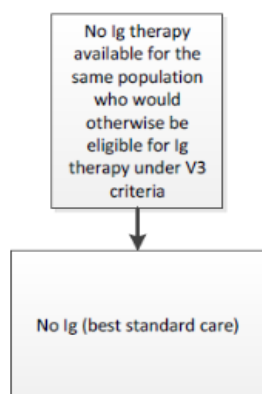 No Ig therapy
available for the
same population
who would
otherwise be
eligible for Ig
therapy under V3
criteria
No Ig (best standard care)